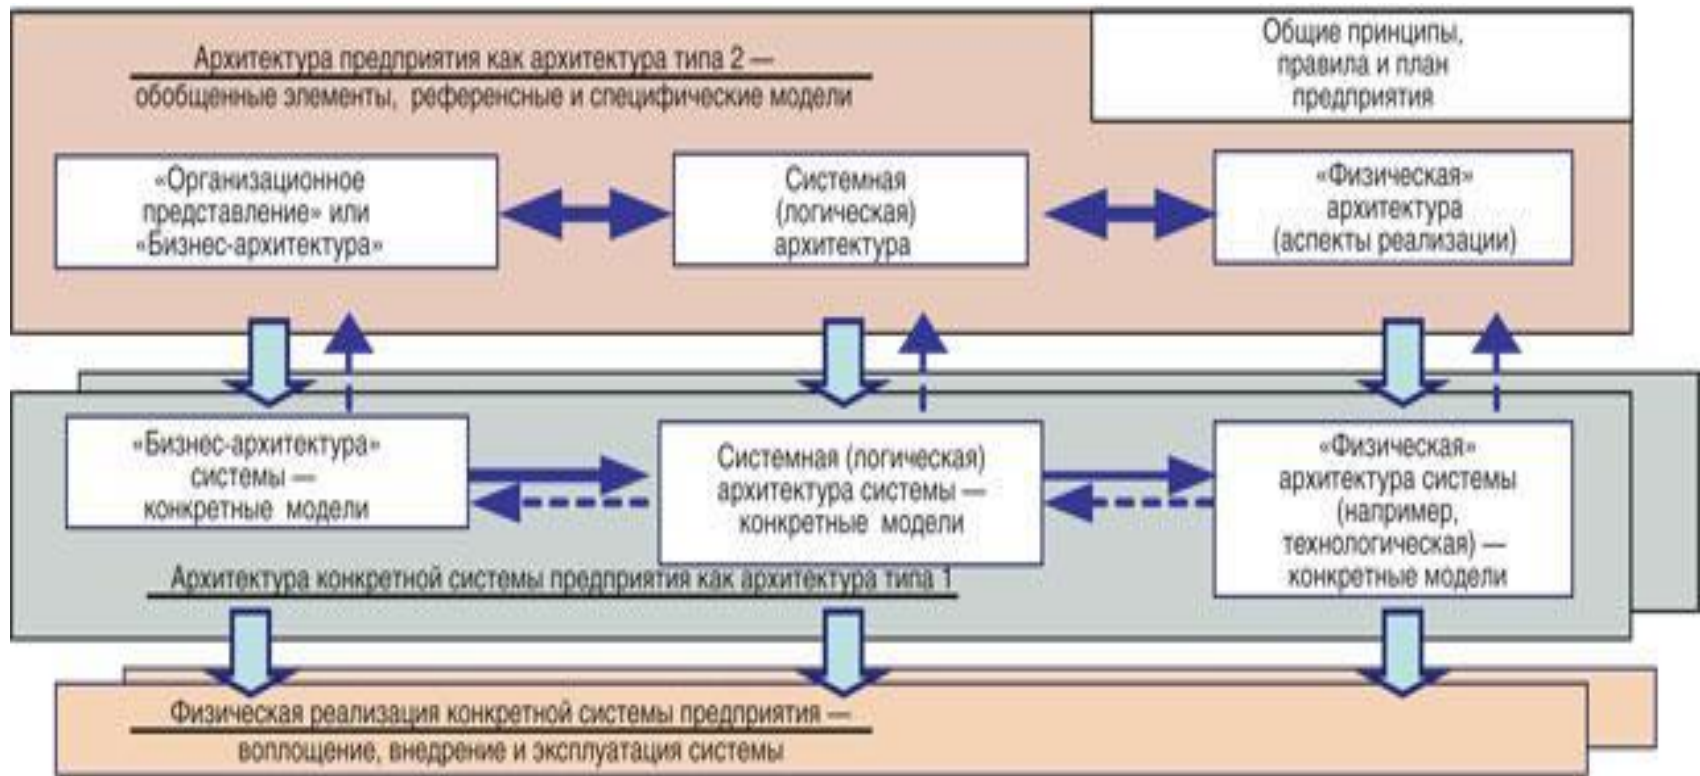 Архитектура предприятия как архитектура типа 2 —
обобщенные элементы, референсные и специфические модели
Общие принципы,
правила и план
предприятия
«Организационное
представление» или
«Бизнес-архитектура»
Системная
(логическая)
архитектура
«Физическая»
архитектура
(аспекты реализации)
«Бизнес-архитектура»
системы —
конкретные модели
Системная (логическая)
архитектура системы —
конкретные модели
«Физическая»
архитектура системы
(например,
технологическая) —
конкретные модели
Архитектура конкретной системы предприятия как архитектура типа 1
Физическая реализация конкретной системы предприятия —
воплощение, внедрение и эксплуатация системы